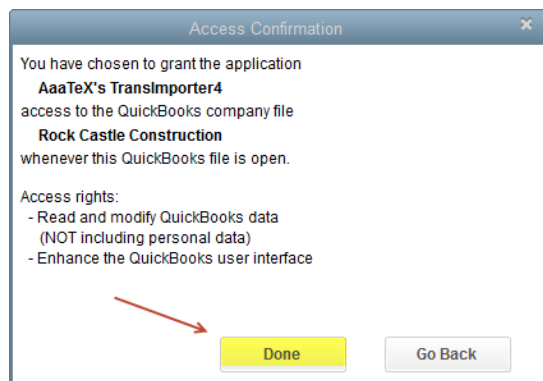 Access Confirmation
You have chosen to grant the application
AaaTeX's TransImporter4
access to the QuickBooks company file
Rock Castle Construction
whenever this QuickBooks file is open.
Access rights:
- Read and modify QuickBooks data
(NOT including personal data)
- Enhance the QuickBooks user interface
Done
Go Back